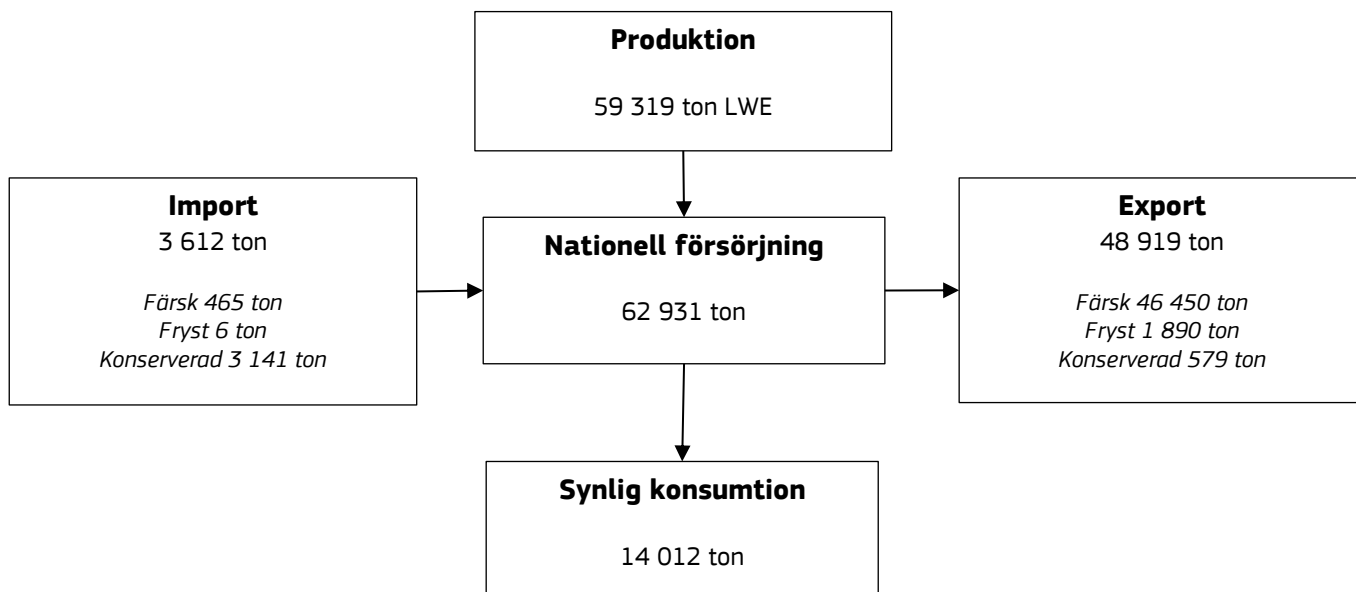 Produktion
59 319 ton LWE
Import
3 612 ton
Färsk 465 ton
Fryst 6 ton
Konserverad 3 141 ton
Nationell försörjning
62 931 ton
Export
48 919 ton
Färsk 46 450 ton
Fryst 1 890 ton
Konserverad 579 ton
Synlig konsumtion
14 012 ton